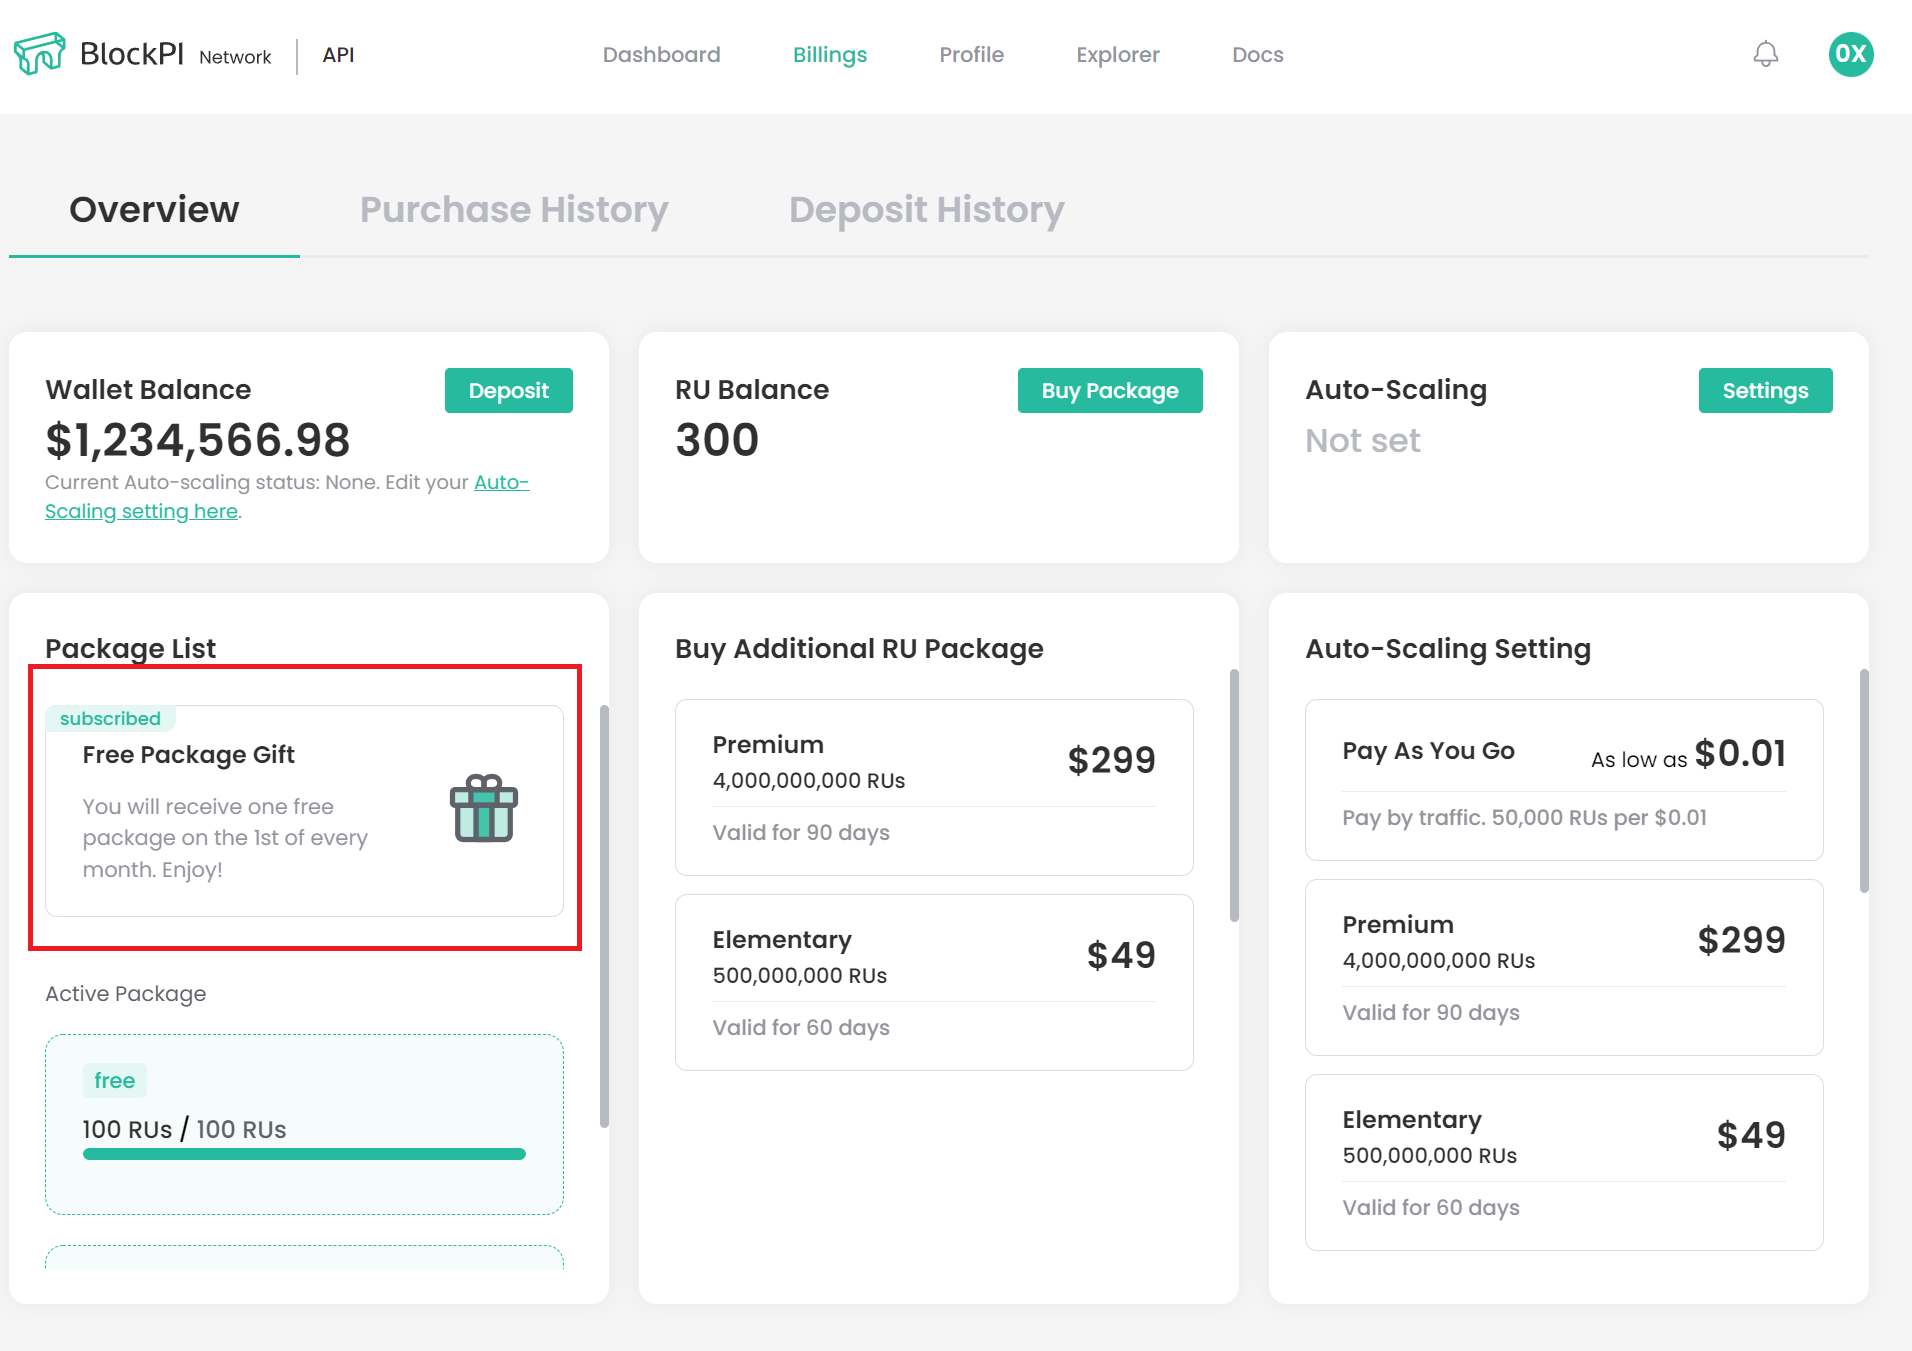 BlockPI Network API
Dashboard Billings Profile Explorer Docs
0X
Overview Purchase History Deposit History
Wallet Balance
Deposit
$1,234,566.98
Current Auto-scaling status: None. Edit your Auto-
Scaling setting here.
RU Balance
Buy Package
300
Auto-Scaling
Settings
Not set
Package List
subscribed
Free Package Gift
You will receive one free
package on the 1st of every
month. Enjoy!
Active Package
free
100 RUs / 100 RUs
Buy Additional RU Package
Premium
4,000,000,000 RUs
$299
Valid for 90 days
Elementary
500,000,000 RUs
$49
Valid for 60 days
Auto-Scaling Setting
Pay As You Go
As low as $0.01
Pay by traffic. 50,000 RUs per $0.01
Premium
4,000,000,000 RUs
$299
Valid for 90 days
Elementary
500,000,000 RUs
$49
Valid for 60 days